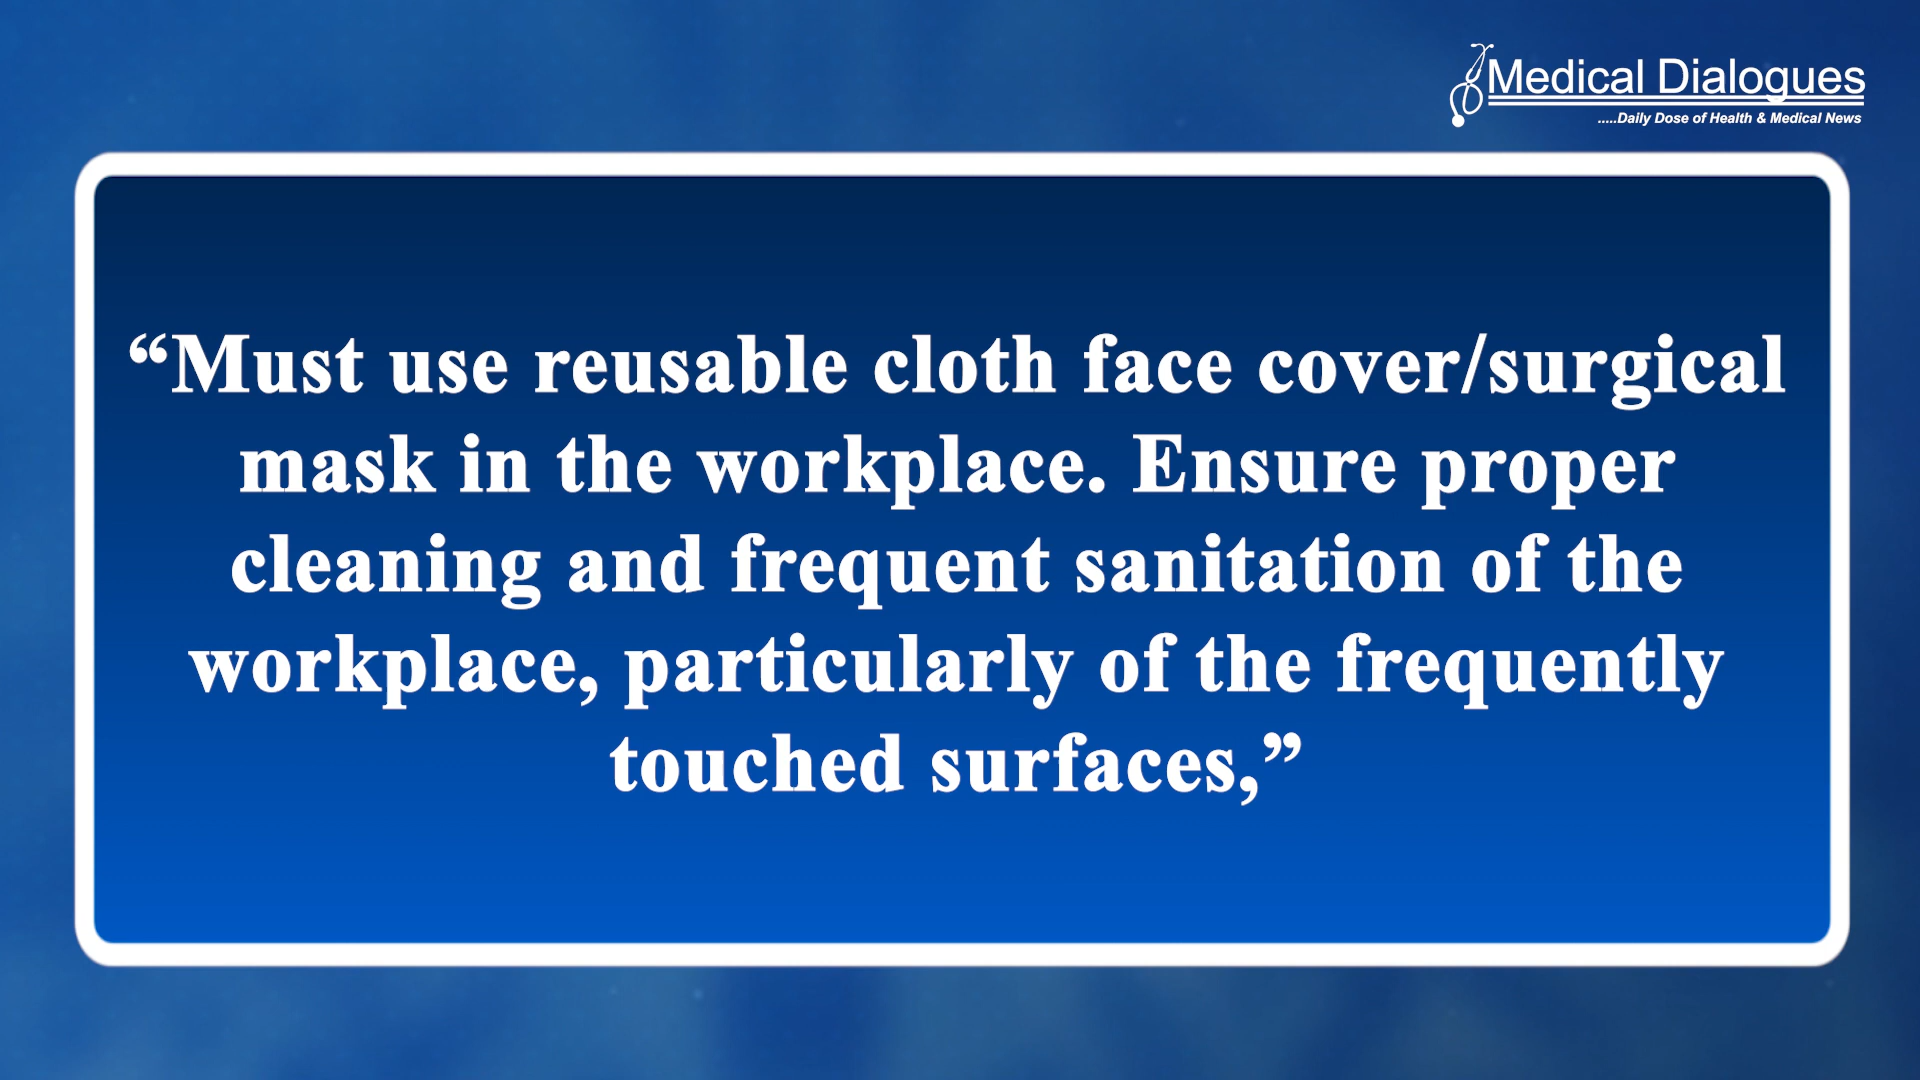 Medical Dialogues
.....Daily Dose of Health & Medical News
“Must use reusable cloth face cover/surgical
mask in the workplace. Ensure proper
cleaning and frequent sanitation of the
workplace, particularly of the frequently
touched surfaces,”